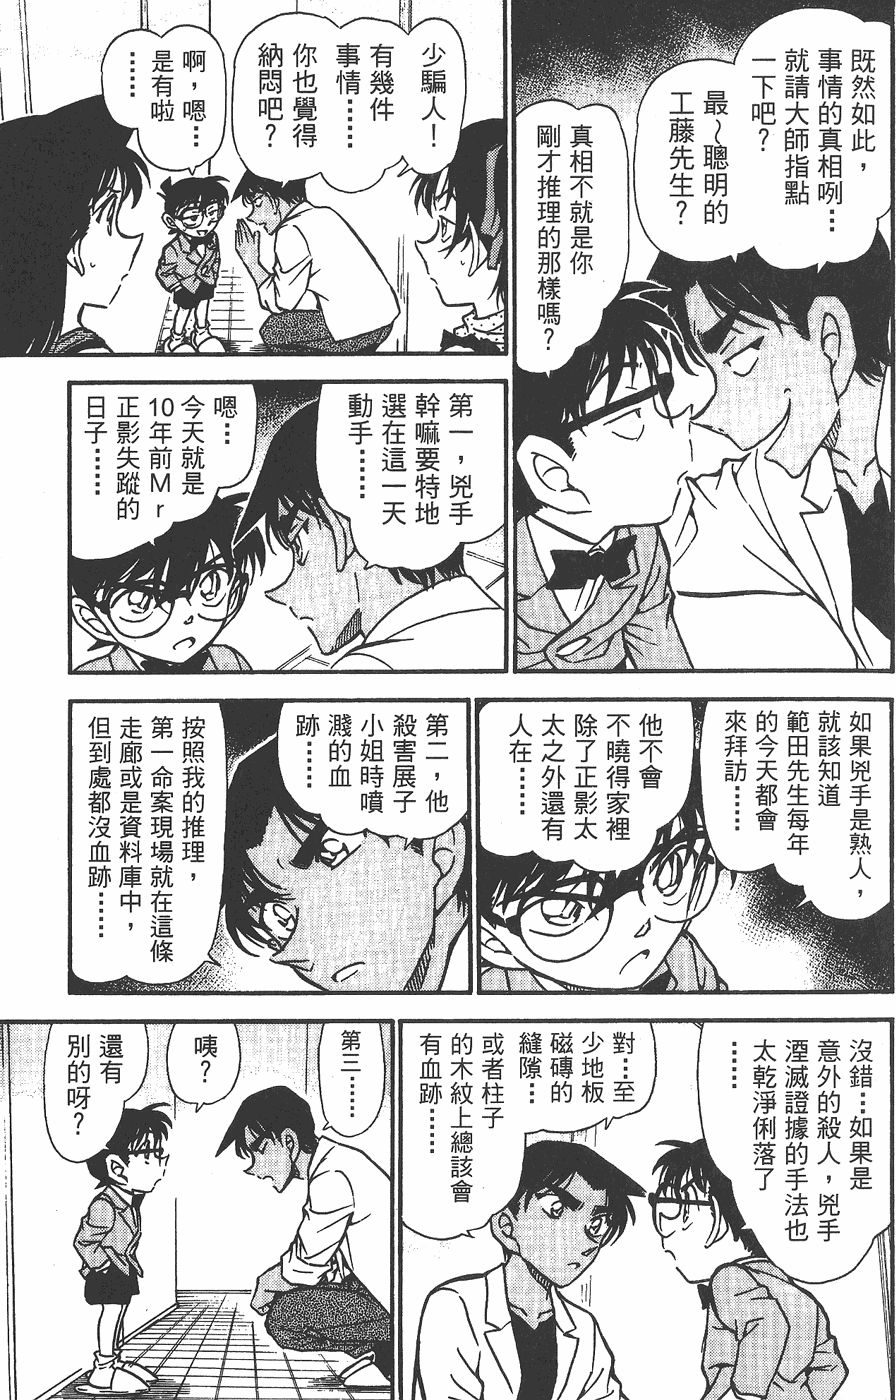 既然如此，
事情的真相咧…
就請大師指點
一下吧？
最～聰明的
工藤先生？
真相不就是你
剛才推理的那樣嗎？
少騙人！
有幾件
事情……
你也覺得
納悶吧？
啊，嗯…
是有啦
……
第一，兇手
幹嘛要特地
選在這一天
動手……
嗯…
今天就是
10年前Mr
正影失蹤的
日子……
如果兇手是熟人，
就該知道
範田先生每年
的今天都會
來拜訪……
他不會
不曉得家裡
除了正影太
太之外還有
人在……
第二，他
殺害展子
小姐時噴
濺的血
跡……
按照我的推理，
第一命案現場就在這條
走廊或是資料庫中，
但到處都沒血跡……
沒錯…如果是
意外的殺人，兇手
湮滅證據的手法也
太乾淨俐落了
……
對…至
少地板
磁磚的
縫隙…
或者柱子
的木紋上總該會
有血跡……
第三……
咦？
還有
別的呀？